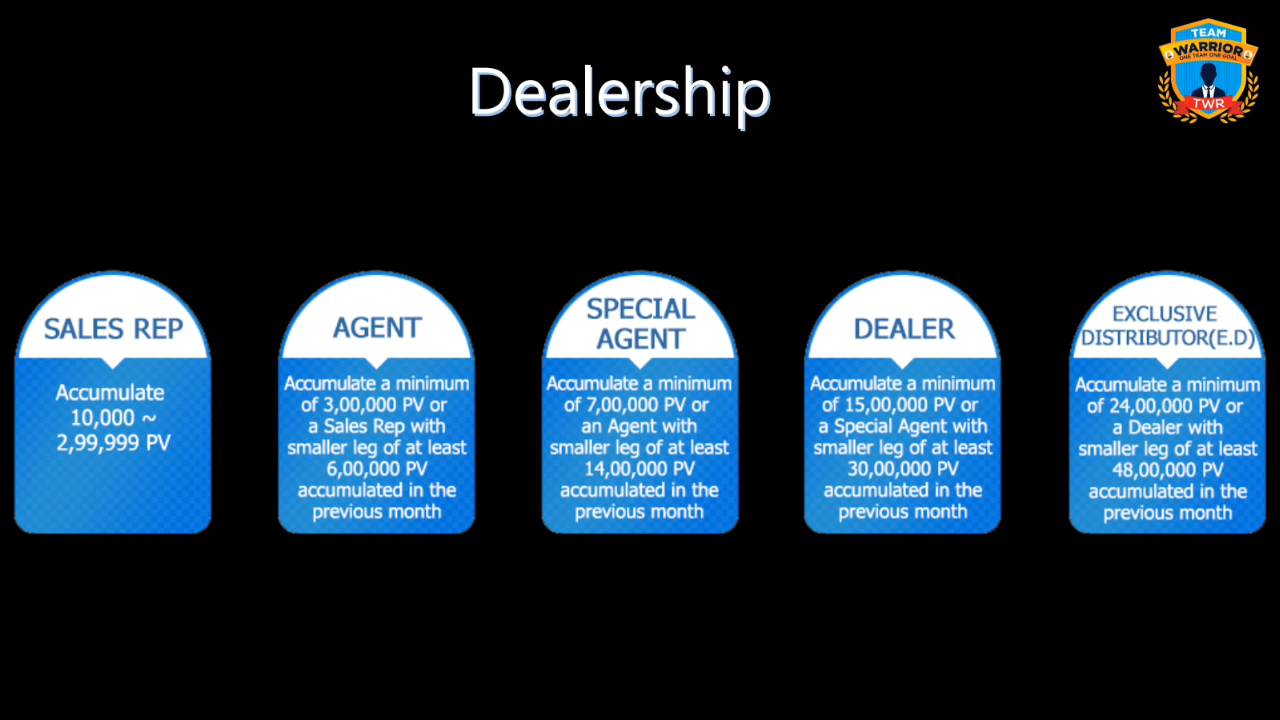 TEAM
WARRIOR
ONE TEAM ONE GOAL
TWR
Dealership
SALES REP
Accumulate
10,000 ~
2,99,999 PV
AGENT
Accumulate a minimum
of 3,00,000 PV or
a Sales Rep with
smaller leg of at least
6,00,000 PV
accumulated in the
previous month
SPECIAL
AGENT
Accumulate a minimum
of 7,00,000 PV or
an Agent with
smaller leg of at least
14,00,000 PV
accumulated in the
previous month
DEALER
Accumulate a minimum
of 15,00,000 PV or
a Special Agent with
smaller leg of at least
30,00,000 PV
accumulated in the
previous month
EXCLUSIVE
DISTRIBUTOR(E.D)
Accumulate a minimum
of 24,00,000 PV or
a Dealer with
smaller leg of at least
48,00,000 PV
accumulated in the
previous month